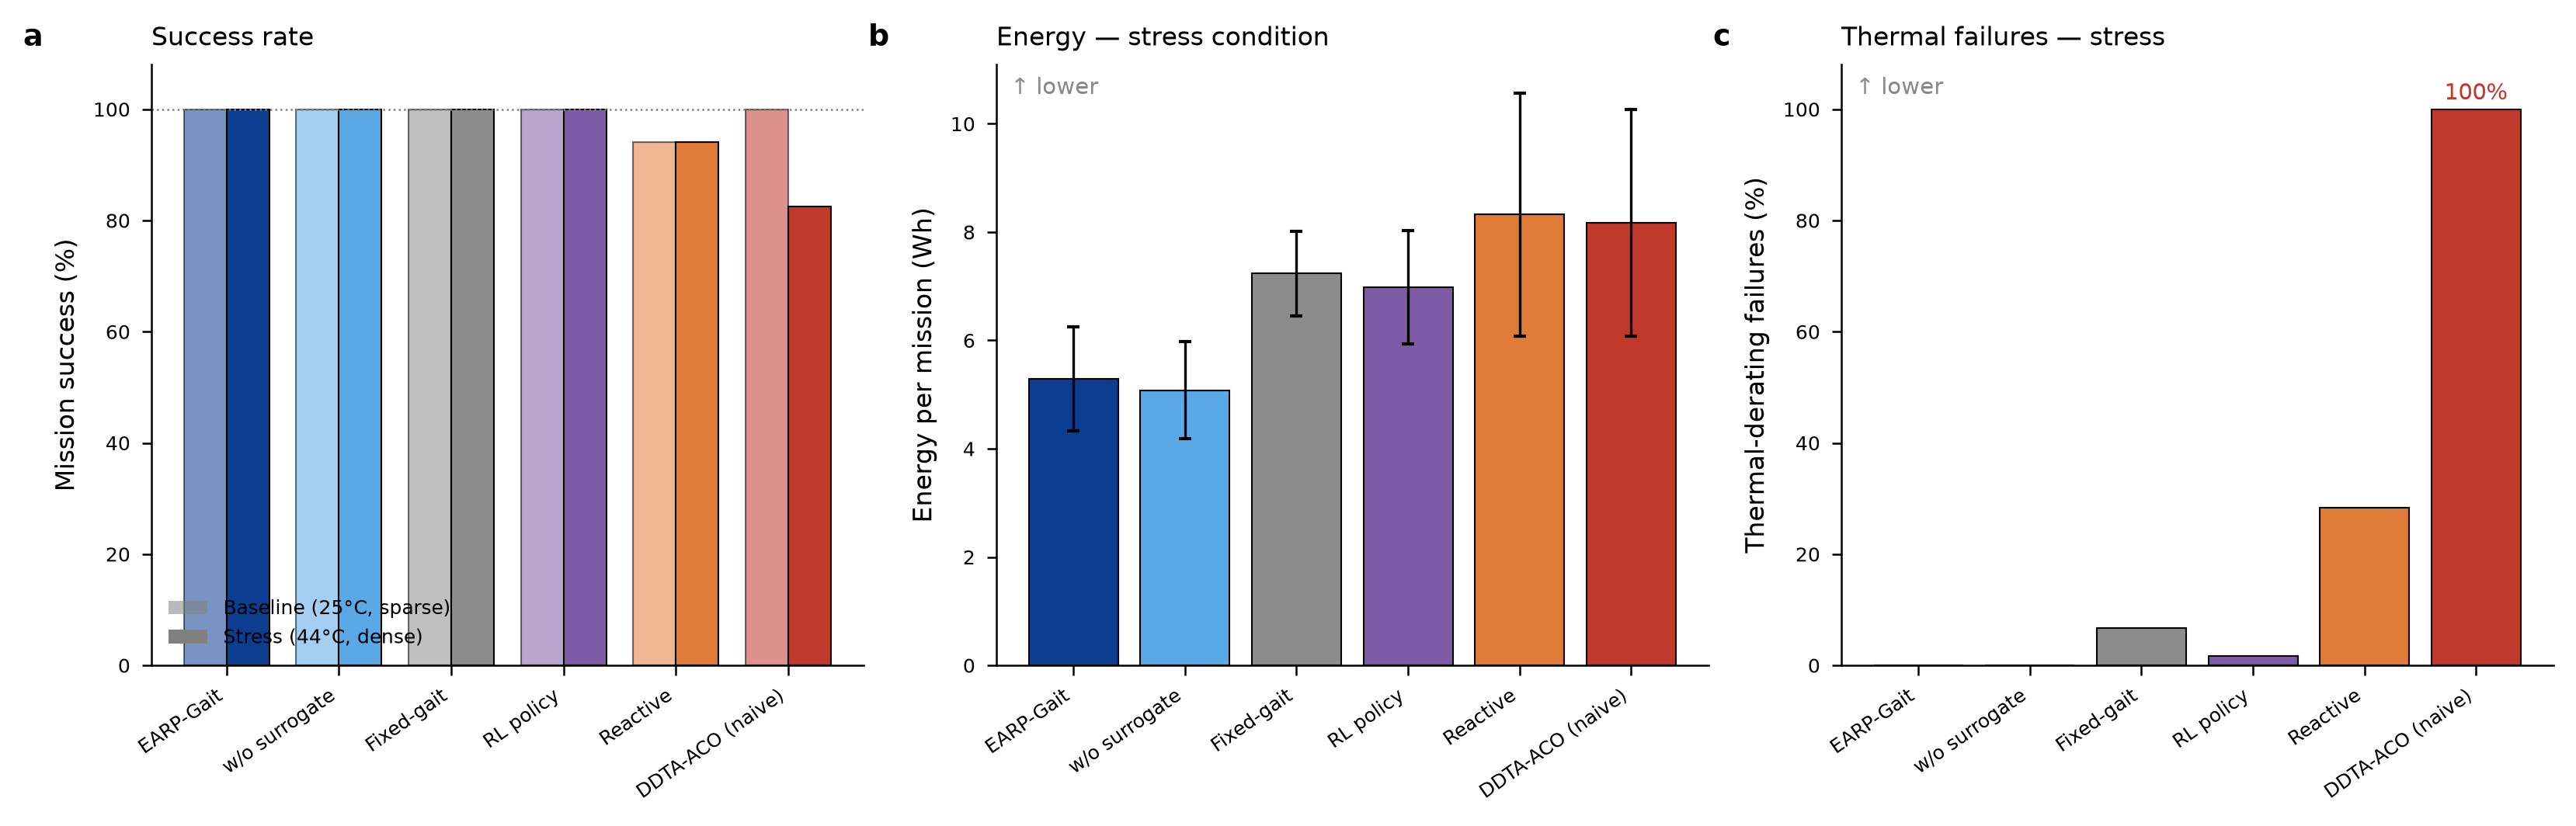 a
Success rate
Mission success (%)
100
80
60
40
20
0
Baseline (25°C, sparse)
Stress (44°C, dense)
EARP-Gait
w/o surrogate
Fixed-gait
RL policy
Reactive
DDTA-ACO (naive)
b
Energy — stress condition
↑ lower
Energy per mission (Wh)
10
8
6
4
2
0
EARP-Gait
w/o surrogate
Fixed-gait
RL policy
Reactive
DDTA-ACO (naive)
c
Thermal failures — stress
↑ lower
100%
Thermal-derating failures (%)
100
80
60
40
20
0
EARP-Gait
w/o surrogate
Fixed-gait
RL policy
Reactive
DDTA-ACO (naive)